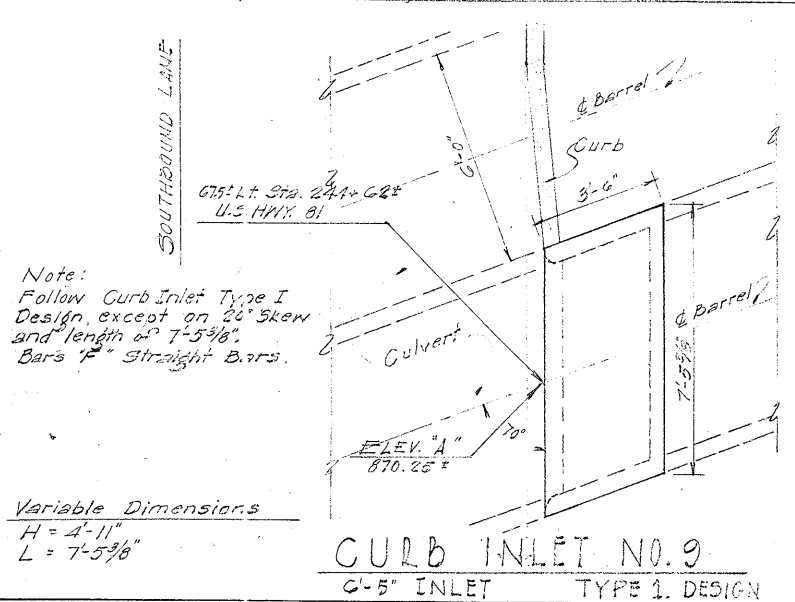 SOUTHBOUND LANE
℄ Barrel
6'-0"
Curb
3'-6"
67.5± Lt. Sta. 244+62±
U.S. HWY. 81
Note:
Follow Curb Inlet Type I
Design, except on 20° Skew
and length of 7'-5 3/8".
Bars "F" Straight Bars.
Culvert
℄ Barrel
7'-5 3/8"
70°
ELEV. "A"
870.25±
Variable Dimensions
H = 4'-11"
L = 7'-5 3/8"
CURB INLET NO. 9
6'-5" INLET TYPE 1. DESIGN